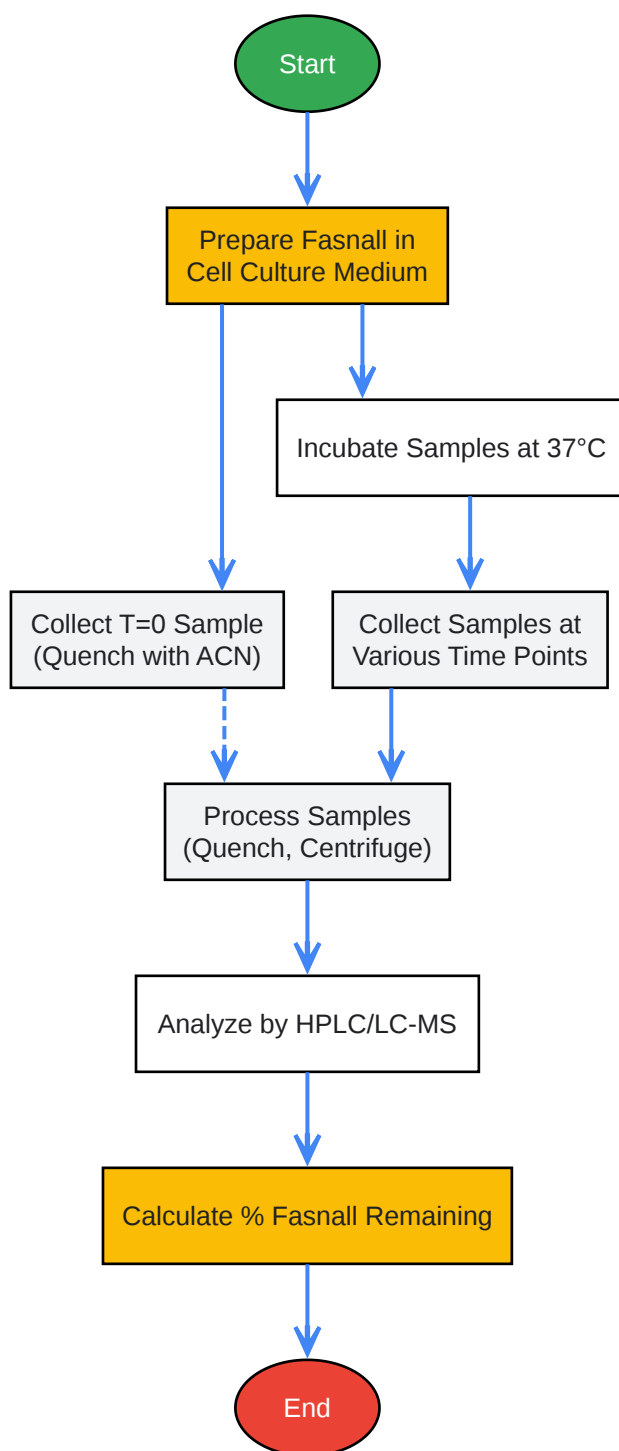 Start
Prepare Fasnall in
Cell Culture Medium
Incubate Samples at 37°C
Collect T=0 Sample
(Quench with ACN)
Collect Samples at
Various Time Points
Process Samples
(Quench, Centrifuge)
Analyze by HPLC/LC-MS
Calculate % Fasnall Remaining
End